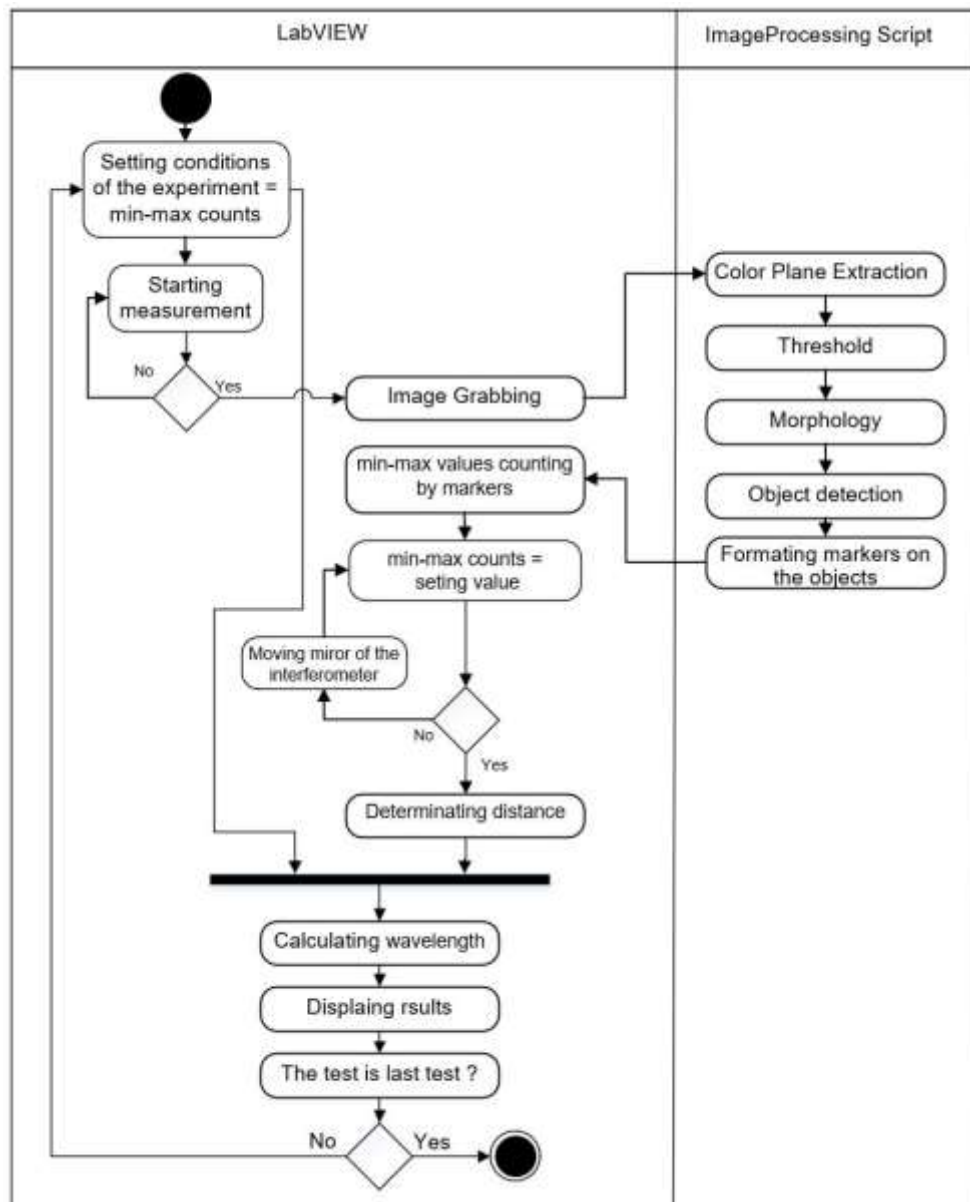 LabVIEW
ImageProcessing Script
Setting conditions
of the experiment =
min-max counts
Starting
measurement
No
Yes
Image Grabbing
Color Plane Extraction
Threshold
Morphology
Object detection
Formating markers on
the objects
min-max values counting
by markers
min-max counts =
seting value
Moving miror of the
interferometer
No
Yes
Determinating distance
Calculating wavelength
Displaing rsults
The test is last test ?
No
Yes